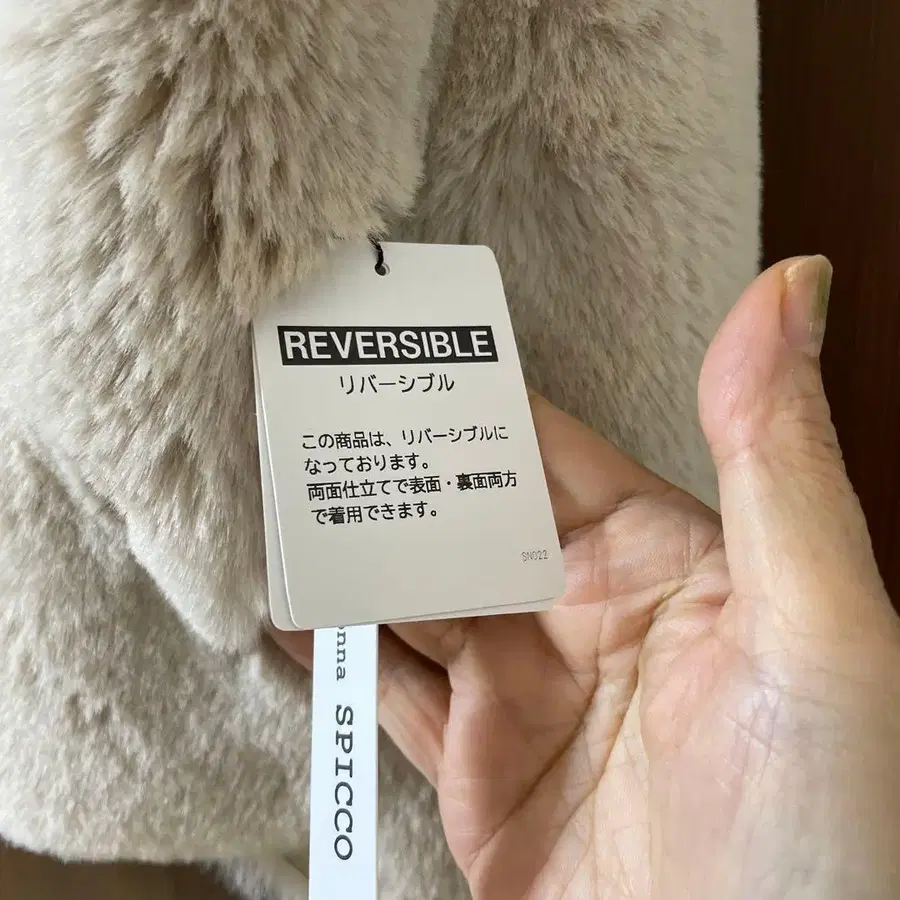 REVERSIBLE
リバーシブル
この商品は、リバーシブルに
なっております。
両面仕立てで表面・裏面両方
で着用できます。
SN022
SPICCO